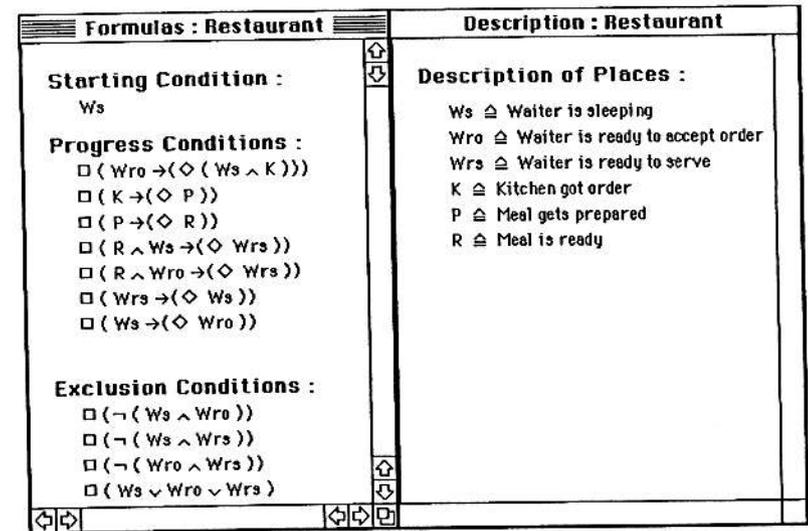 Formulas : Restaurant
Starting Condition :
Ws
Progress Conditions :
□ ( Wro →(◇ ( Ws ∧ K)))
□ ( K →(◇ P ))
□ ( P →(◇ R ))
□ ( R ∧ Ws →(◇ Wrs ))
□ ( R ∧ Wro →(◇ Wrs ))
□ ( Wrs →(◇ Ws ))
□ ( Ws →(◇ Wro ))
Exclusion Conditions :
□ (¬ ( Ws ∧ Wro ))
□ (¬ ( Ws ∧ Wrs ))
□ (¬ ( Wro ∧ Wrs ))
□ ( Ws ∨ Wro ∨ Wrs )
Description : Restaurant
Description of Places :
Ws ≙ Waiter is sleeping
Wro ≙ Waiter is ready to accept order
Wrs ≙ Waiter is ready to serve
K ≙ Kitchen got order
P ≙ Meal gets prepared
R ≙ Meal is ready